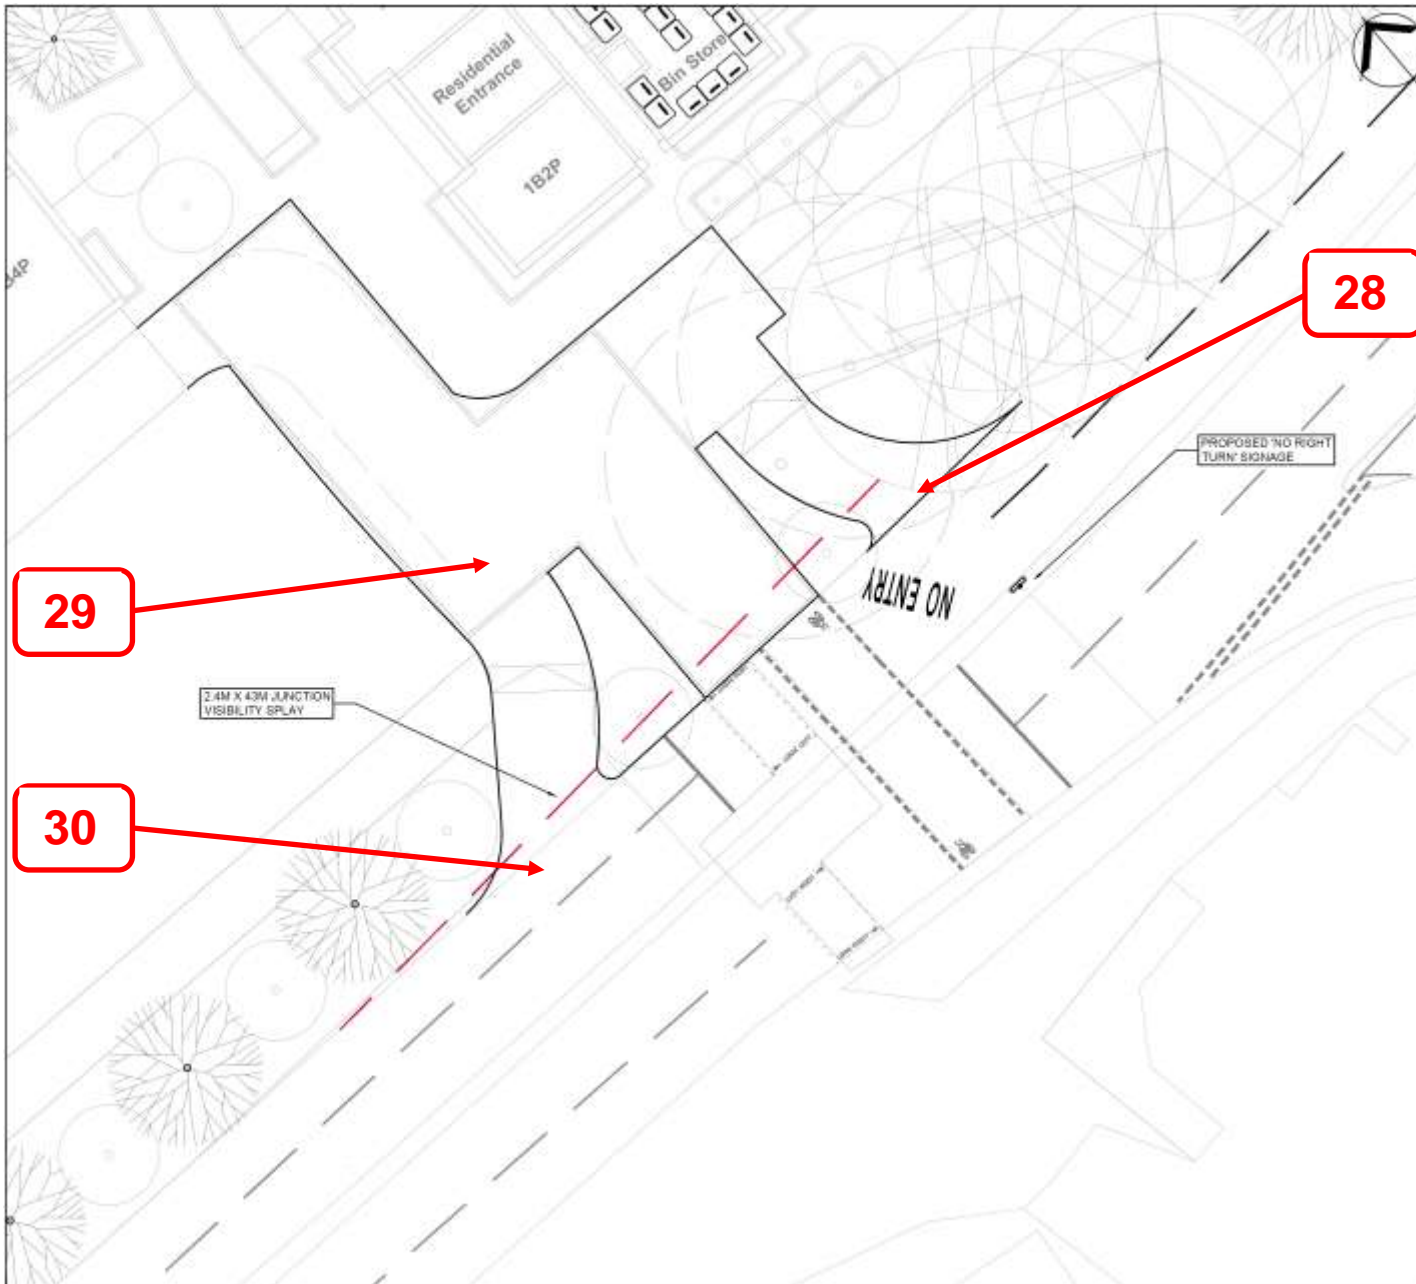 Residential
Entrance
Bin Store
1B2P
28
PROPOSED 'NO RIGHT
TURN' SIGNAGE
29
NO ENTRY
2.4M X 43M JUNCTION
VISIBILITY SPLAY
30